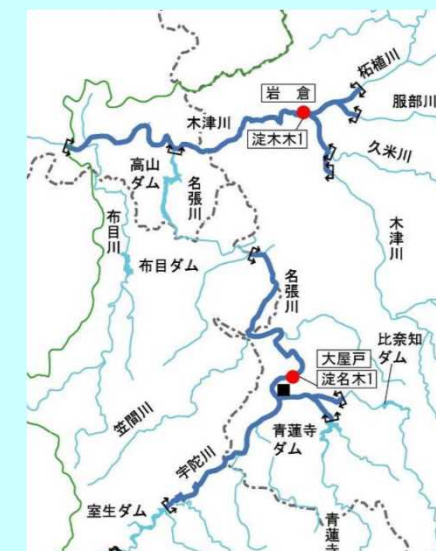 柘植川
岩 倉
服部川
木津川
淀木木1
久米川
高山
ダム
名張川
布目川
木津川
布目ダム
名張川
比奈知
ダム
大屋戸
淀名木1
笠間川
青蓮寺
ダム
宇陀川
室生ダム
青蓮寺